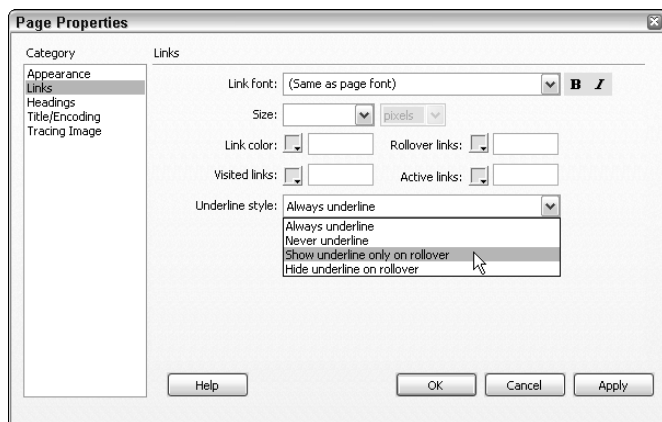 Page Properties
Category
Links
Appearance
Links
Headings
Title/Encoding
Tracing Image
Link font: (Same as page font) B I
Size: pixels
Link color: Rollover links:
Visited links: Active links:
Underline style: Always underline
Always underline
Never underline
Show underline only on rollover
Hide underline on rollover
Help OK Cancel Apply